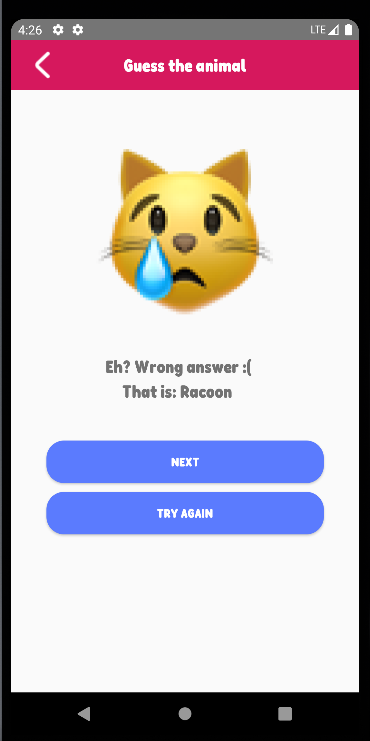 4:26 LTE
Guess the animal
Eh? Wrong answer :(
That is: Racoon
NEXT
TRY AGAIN